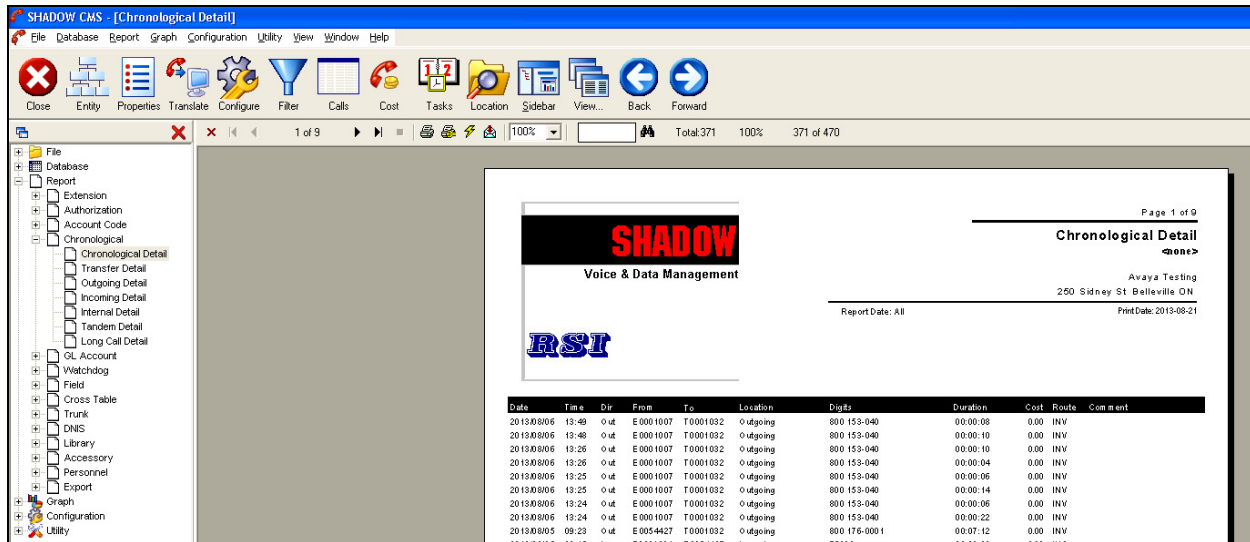 SHADOW CMS - [Chronological Detail]
File Database Report Graph Configuration Utility View Window Help
Close Entity Properties Translate Configure Filter Calls Cost Tasks Location Sidebar View... Back Forward
1 of 9 100% Total:371 100% 371 of 470
File
Database
Report
Extension
Authorization
Account Code
Chronological
Chronological Detail
Transfer Detail
Outgoing Detail
Incoming Detail
Internal Detail
Tandem Detail
Long Call Detail
GL Account
Watchdog
Field
Cross Table
Trunk
DNIS
Library
Accessory
Personnel
Export
Graph
Configuration
Utility
SHADOW
Voice & Data Management
RSI
Page 1 of 9
Chronological Detail
<none>
Avaya Testing
250 Sidney St Belleville ON
Report Date: All Print Date: 2013-08-21
Date Time Dir From To Location Digits Duration Cost Route Comment
2013/08/06 13:49 Out E0001007 T0001032 Outgoing 800 153-040 00:00:08 0.00 INV
2013/08/06 13:48 Out E0001007 T0001032 Outgoing 800 153-040 00:00:10 0.00 INV
2013/08/06 13:26 Out E0001007 T0001032 Outgoing 800 153-040 00:00:10 0.00 INV
2013/08/06 13:26 Out E0001007 T0001032 Outgoing 800 153-040 00:00:04 0.00 INV
2013/08/06 13:25 Out E0001007 T0001032 Outgoing 800 153-040 00:00:06 0.00 INV
2013/08/06 13:25 Out E0001007 T0001032 Outgoing 800 153-040 00:00:14 0.00 INV
2013/08/06 13:24 Out E0001007 T0001032 Outgoing 800 153-040 00:00:06 0.00 INV
2013/08/06 13:24 Out E0001007 T0001032 Outgoing 800 153-040 00:00:22 0.00 INV
2013/08/05 09:23 Out E0054427 T0001032 Outgoing 800 176-0001 00:07:12 0.00 INV